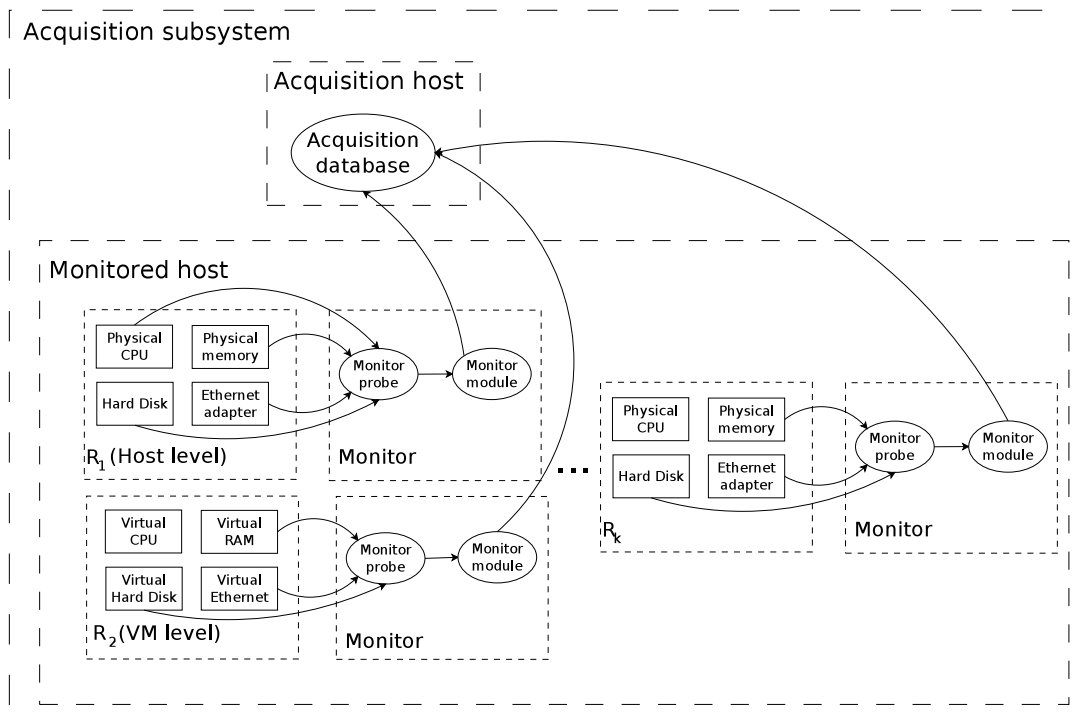 Acquisition subsystem
Acquisition host
Acquisition
database
Monitored host
Physical
CPU
Physical
memory
Hard Disk
Ethernet
adapter
R1(Host level)
Monitor
probe
Monitor
module
Monitor
Virtual
CPU
Virtual
RAM
Virtual
Hard Disk
Virtual
Ethernet
R2(VM level)
Monitor
probe
Monitor
module
Monitor
...
Physical
CPU
Physical
memory
Hard Disk
Ethernet
adapter
Rk
Monitor
probe
Monitor
module
Monitor